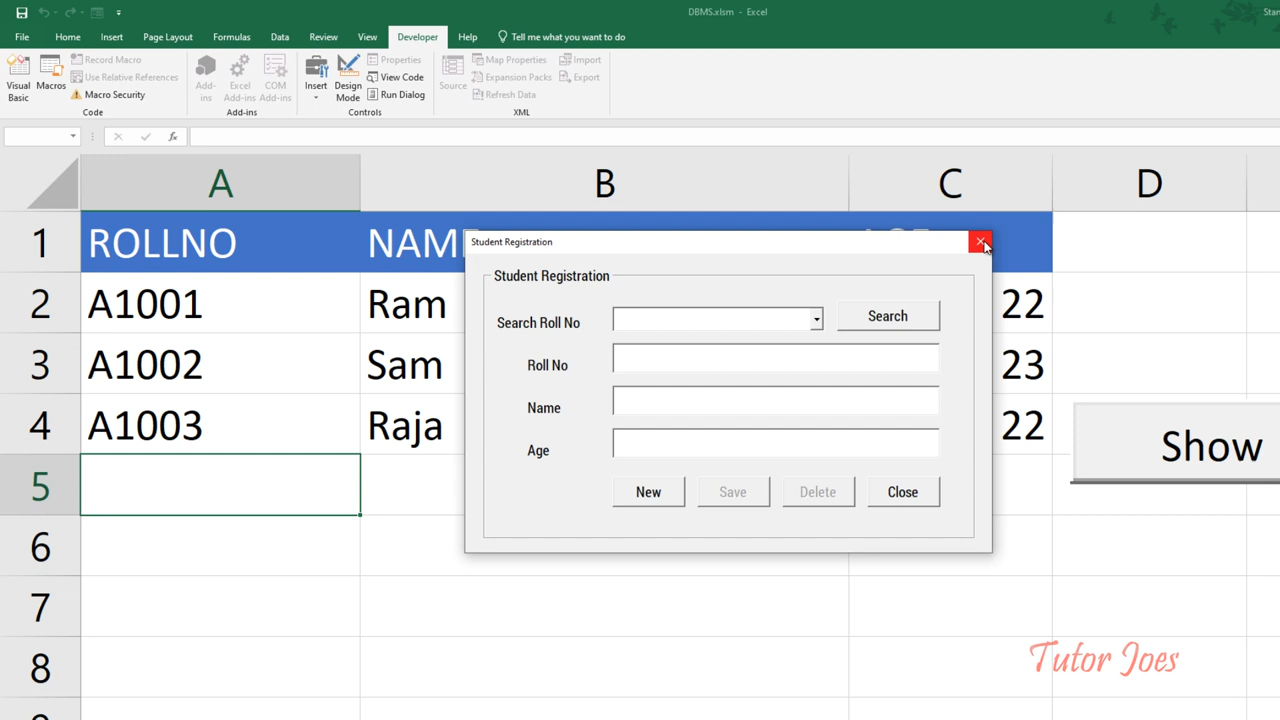 DBMS.xlsm - Excel
File Home Insert Page Layout Formulas Data Review View Developer Help Tell me what you want to do
Visual Basic
Macros
Record Macro
Use Relative References
Macro Security
Code
Add-ins
Excel Add-ins
COM Add-ins
Add-ins
Insert
Design Mode
Properties
View Code
Run Dialog
Controls
Source
Map Properties
Expansion Packs
Refresh Data
Import
Export
XML
fx
A B C D
1 ROLLNO
2 A1001 Ram 22
3 A1002 Sam 23
4 A1003 Raja 22
5
6
7
8
Student Registration
Student Registration
Search Roll No Search
Roll No
Name
Age
New Save Delete Close
Show
Tutor Joes